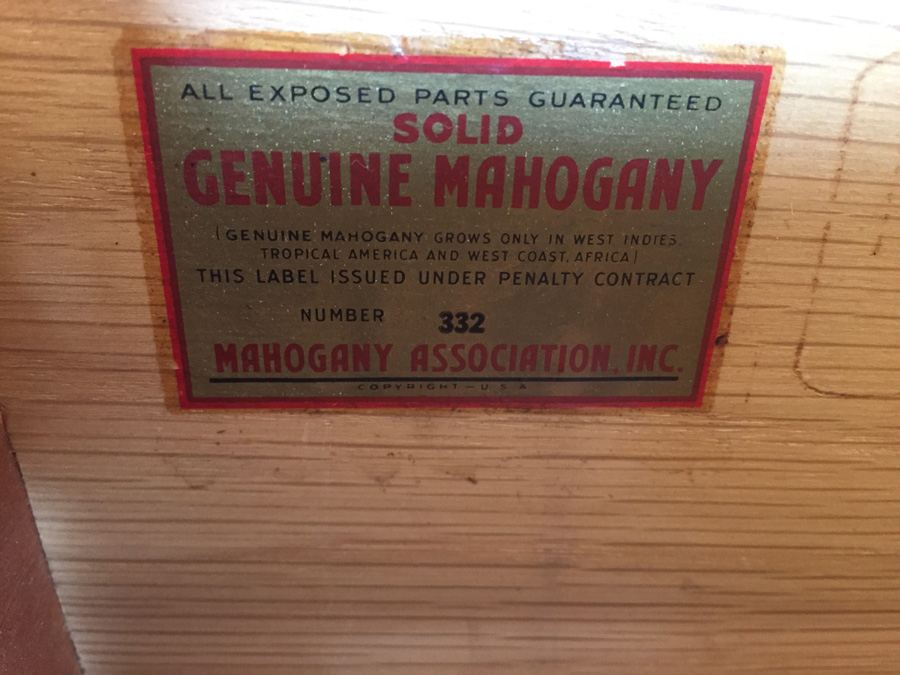 ALL EXPOSED PARTS GUARANTEED
SOLID
GENUINE MAHOGANY
(GENUINE MAHOGANY GROWS ONLY IN WEST INDIES,
TROPICAL AMERICA AND WEST COAST, AFRICA)
THIS LABEL ISSUED UNDER PENALTY CONTRACT
NUMBER 332
MAHOGANY ASSOCIATION, INC.
COPYRIGHT — U.S.A